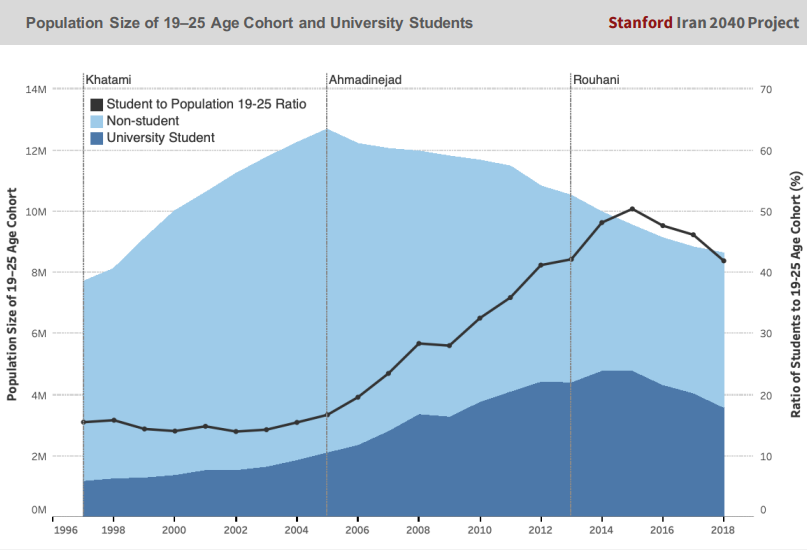 Population Size of 19–25 Age Cohort and University Students
Stanford Iran 2040 Project
Khatami
Ahmadinejad
Rouhani
Student to Population 19-25 Ratio
Non-student
University Student
14M
12M
10M
8M
6M
4M
2M
0M
Population Size of 19–25 Age Cohort
70
60
50
40
30
20
10
0
Ratio of Students to 19-25 Age Cohort (%)
1996 1998 2000 2002 2004 2006 2008 2010 2012 2014 2016 2018